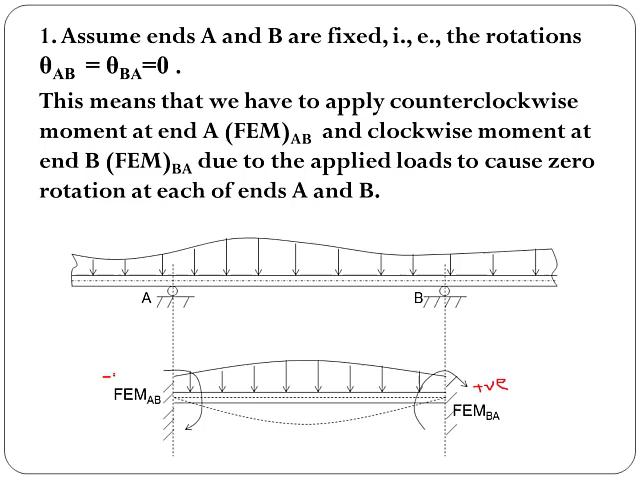 1. Assume ends A and B are fixed, i., e., the rotations
θAB = θBA=0 .
This means that we have to apply counterclockwise
moment at end A (FEM)AB and clockwise moment at
end B (FEM)BA due to the applied loads to cause zero
rotation at each of ends A and B.
A
B
FEMAB
+ve
FEMBA